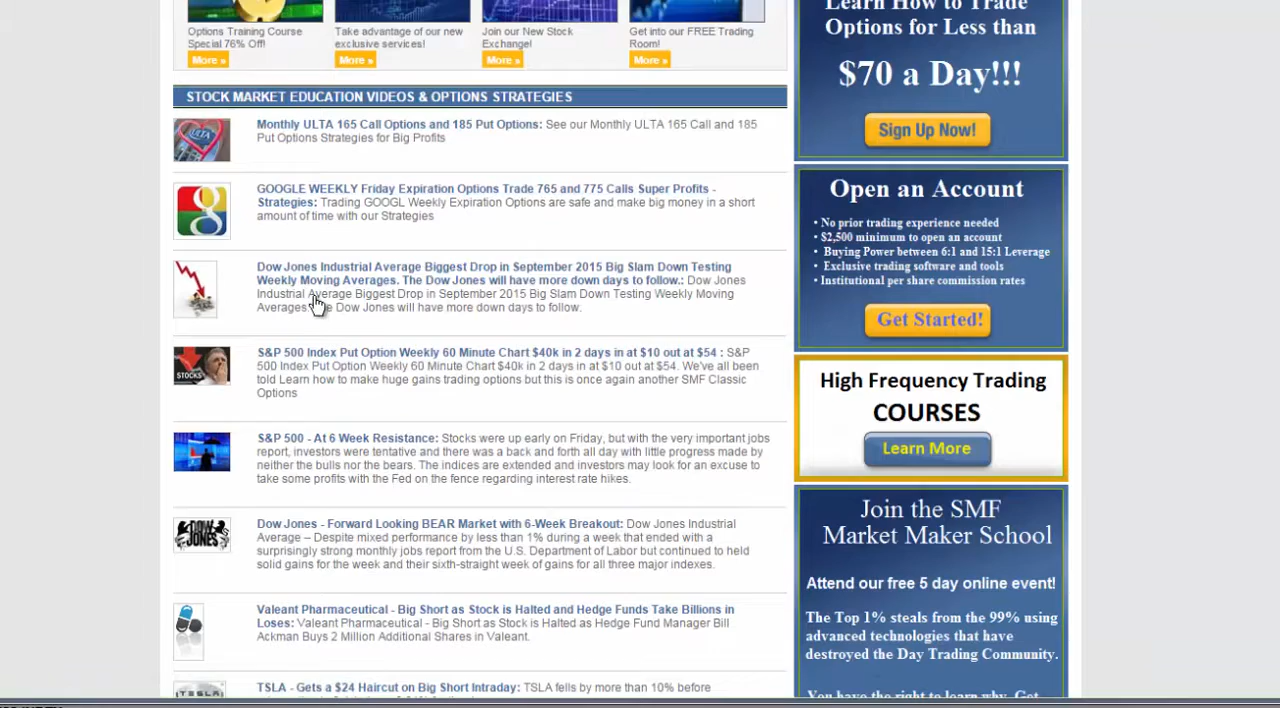 Options Training Course
Special 76% Off!
More »
Take advantage of our new
exclusive services!
More »
Join our New Stock
Exchange!
More »
Get into our FREE Trading
Room!
More »
STOCK MARKET EDUCATION VIDEOS & OPTIONS STRATEGIES
ULTA
Monthly ULTA 165 Call Options and 185 Put Options: See our Monthly ULTA 165 Call and 185
Put Options Strategies for Big Profits
g
GOOGLE WEEKLY Friday Expiration Options Trade 765 and 775 Calls Super Profits -
Strategies: Trading GOOGL Weekly Expiration Options are safe and make big money in a short
amount of time with our Strategies
Dow Jones Industrial Average Biggest Drop in September 2015 Big Slam Down Testing
Weekly Moving Averages. The Dow Jones will have more down days to follow.: Dow Jones
Industrial Average Biggest Drop in September 2015 Big Slam Down Testing Weekly Moving
Averages. The Dow Jones will have more down days to follow.
STOCKS
S&P 500 Index Put Option Weekly 60 Minute Chart $40k in 2 days in at $10 out at $54 : S&P
500 Index Put Option Weekly 60 Minute Chart $40k in 2 days in at $10 out at $54. We've all been
told Learn how to make huge gains trading options but this is once again another SMF Classic
Options
S&P 500 - At 6 Week Resistance: Stocks were up early on Friday, but with the very important jobs
report, investors were tentative and there was a back and forth all day with little progress made by
neither the bulls nor the bears. The indices are extended and investors may look for an excuse to
take some profits with the Fed on the fence regarding interest rate hikes.
DOW JONES
Dow Jones - Forward Looking BEAR Market with 6-Week Breakout: Dow Jones Industrial
Average – Despite mixed performance by less than 1% during a week that ended with a
surprisingly strong monthly jobs report from the U.S. Department of Labor but continued to held
solid gains for the week and their sixth-straight week of gains for all three major indexes.
Valeant Pharmaceutical - Big Short as Stock is Halted and Hedge Funds Take Billions in
Loses: Valeant Pharmaceutical - Big Short as Stock is Halted as Hedge Fund Manager Bill
Ackman Buys 2 Million Additional Shares in Valeant.
TESLA
TSLA - Gets a $24 Haircut on Big Short Intraday: TSLA fells by more than 10% before
Learn How to Trade
Options for Less than
$70 a Day!!!
Sign Up Now!
Open an Account
• No prior trading experience needed
• $2,500 minimum to open an account
• Buying Power between 6:1 and 15:1 Leverage
• Exclusive trading software and tools
• Institutional per share commission rates
Get Started!
High Frequency Trading
COURSES
Learn More
Join the SMF
Market Maker School
Attend our free 5 day online event!
The Top 1% steals from the 99% using
advanced technologies that have
destroyed the Day Trading Community.
You have the right to learn why. Get